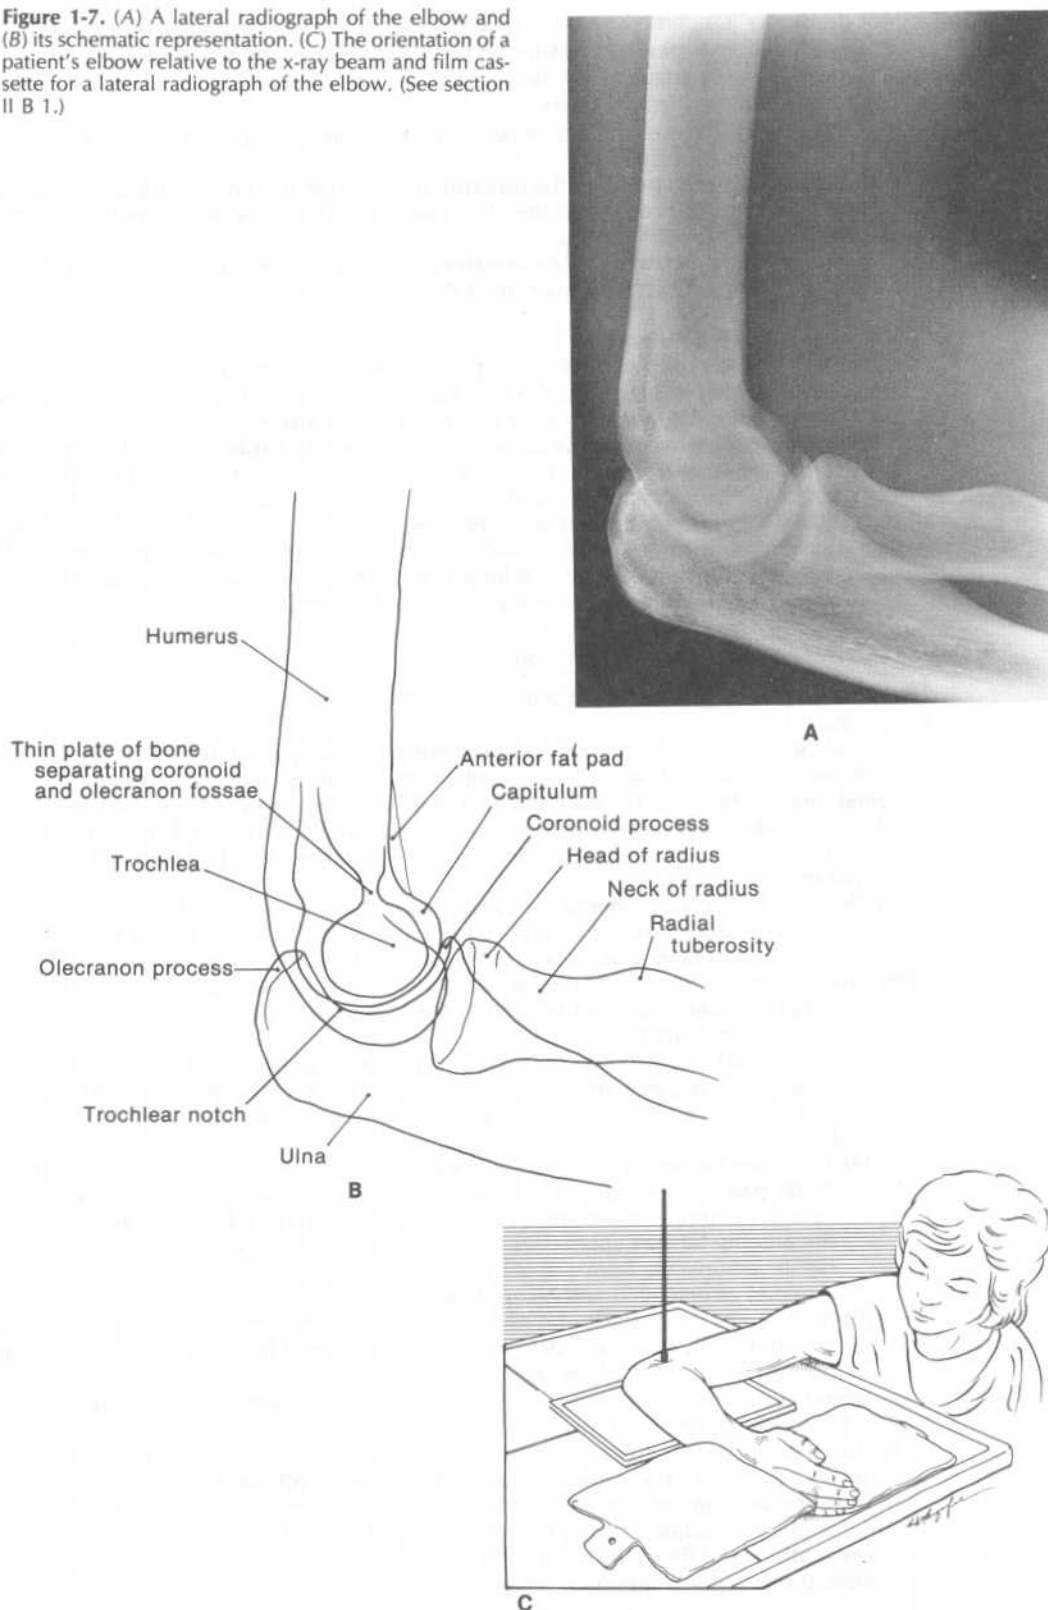 Figure 1-7. (A) A lateral radiograph of the elbow and
(B) its schematic representation. (C) The orientation of a
patient's elbow relative to the x-ray beam and film cas-
sette for a lateral radiograph of the elbow. (See section
II B 1.)
A
Humerus
Thin plate of bone
separating coronoid
and olecranon fossae
Anterior fat pad
Capitulum
Coronoid process
Trochlea
Head of radius
Neck of radius
Radial
tuberosity
Olecranon process
Trochlear notch
Ulna
B
C